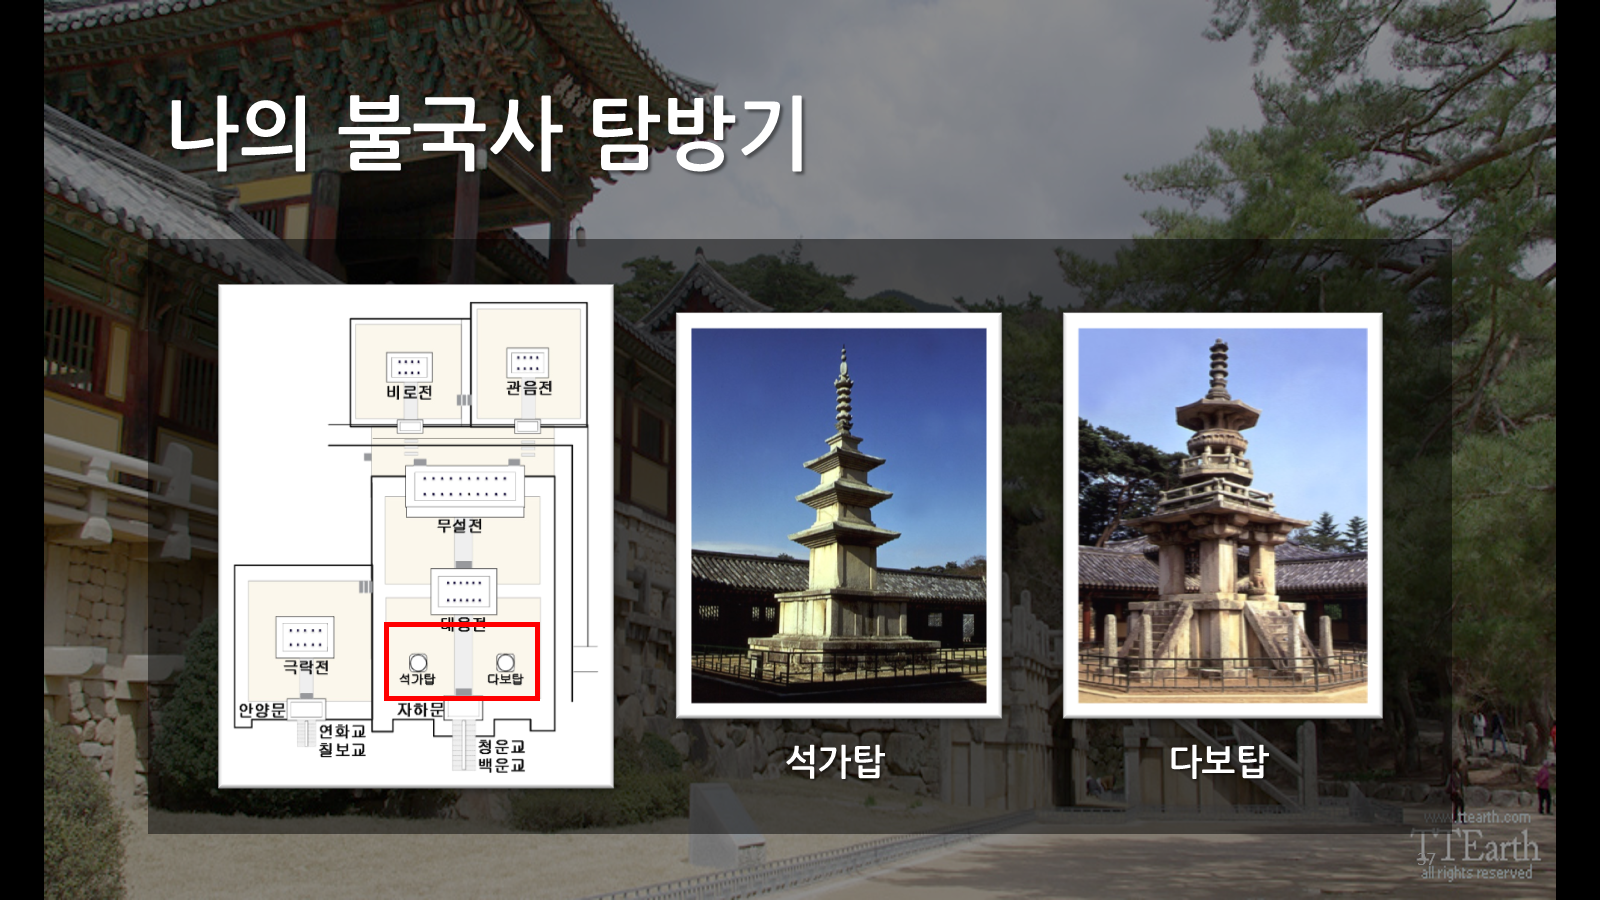 나의 불국사 탐방기
비로전
관음전
무설전
대웅전
석가탑
다보탑
극락전
안양문
자하문
연화교
칠보교
청운교
백운교
석가탑
다보탑
www.ttearth.com
TTEarth
37
all rights reserved